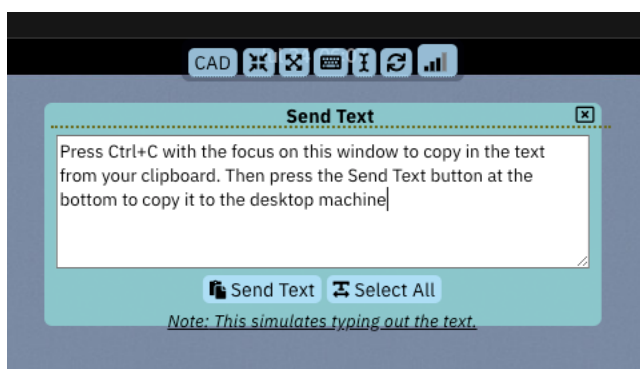 CAD
Send Text
Press Ctrl+C with the focus on this window to copy in the text
from your clipboard. Then press the Send Text button at the
bottom to copy it to the desktop machine
Send Text Select All
Note: This simulates typing out the text.